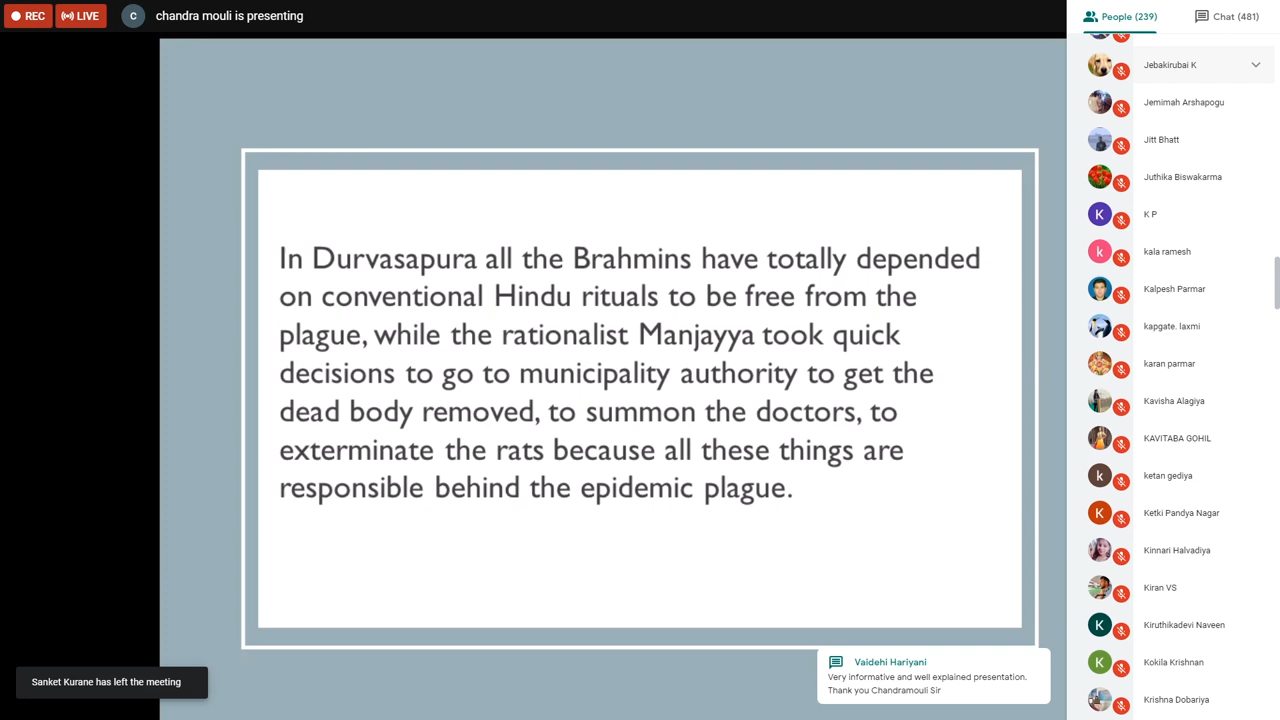 REC
LIVE
C
chandra mouli is presenting
People (239)
Chat (481)
In Durvasapura all the Brahmins have totally depended
on conventional Hindu rituals to be free from the
plague, while the rationalist Manjayya took quick
decisions to go to municipality authority to get the
dead body removed, to summon the doctors, to
exterminate the rats because all these things are
responsible behind the epidemic plague.
Jebakirubai K
Jemimah Arshapogu
Jitt Bhatt
Juthika Biswakarma
K
K P
k
kala ramesh
Kalpesh Parmar
kapgate. laxmi
karan parmar
Kavisha Alagiya
KAVITABA GOHIL
k
ketan gediya
K
Ketki Pandya Nagar
Kinnari Halvadiya
Kiran VS
K
Kiruthikadevi Naveen
K
Kokila Krishnan
Krishna Dobariya
Vaidehi Hariyani
Very informative and well explained presentation.
Thank you Chandramouli Sir
Sanket Kurane has left the meeting